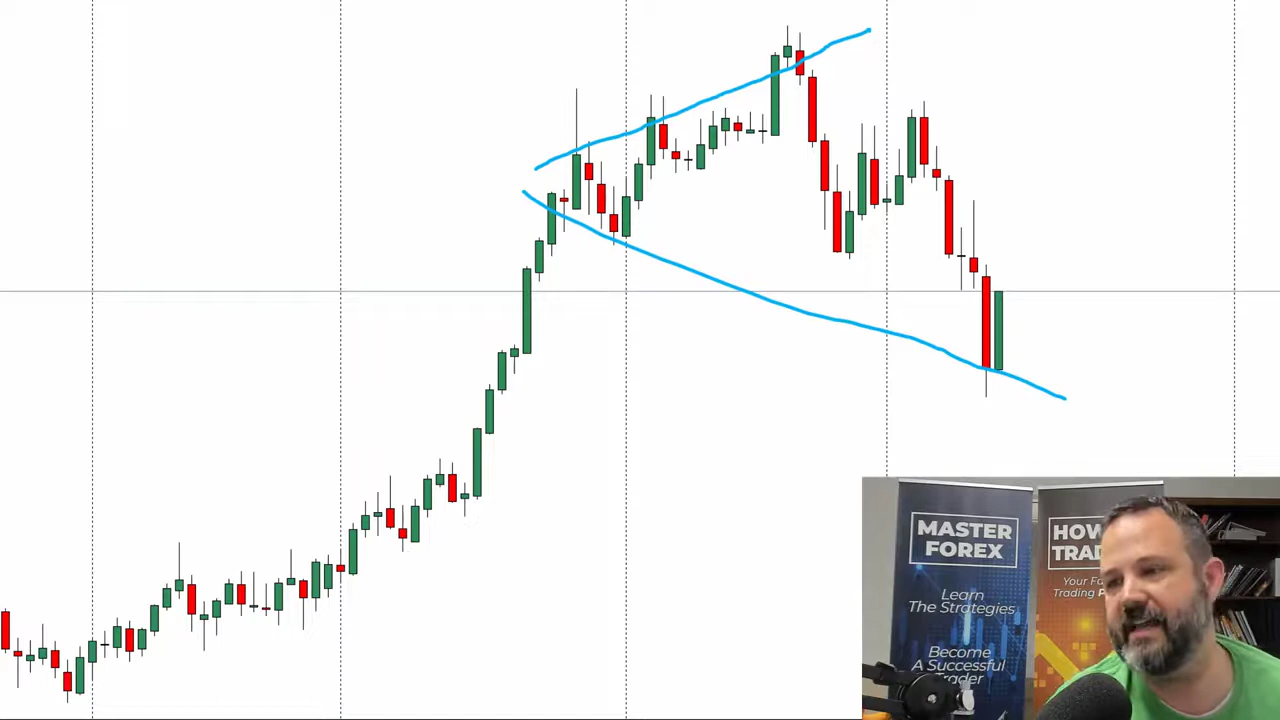 MASTER
FOREX
Learn
The Strategies
Become
A Successful
Trader
HOW
TRAD
Your Fa
Trading P